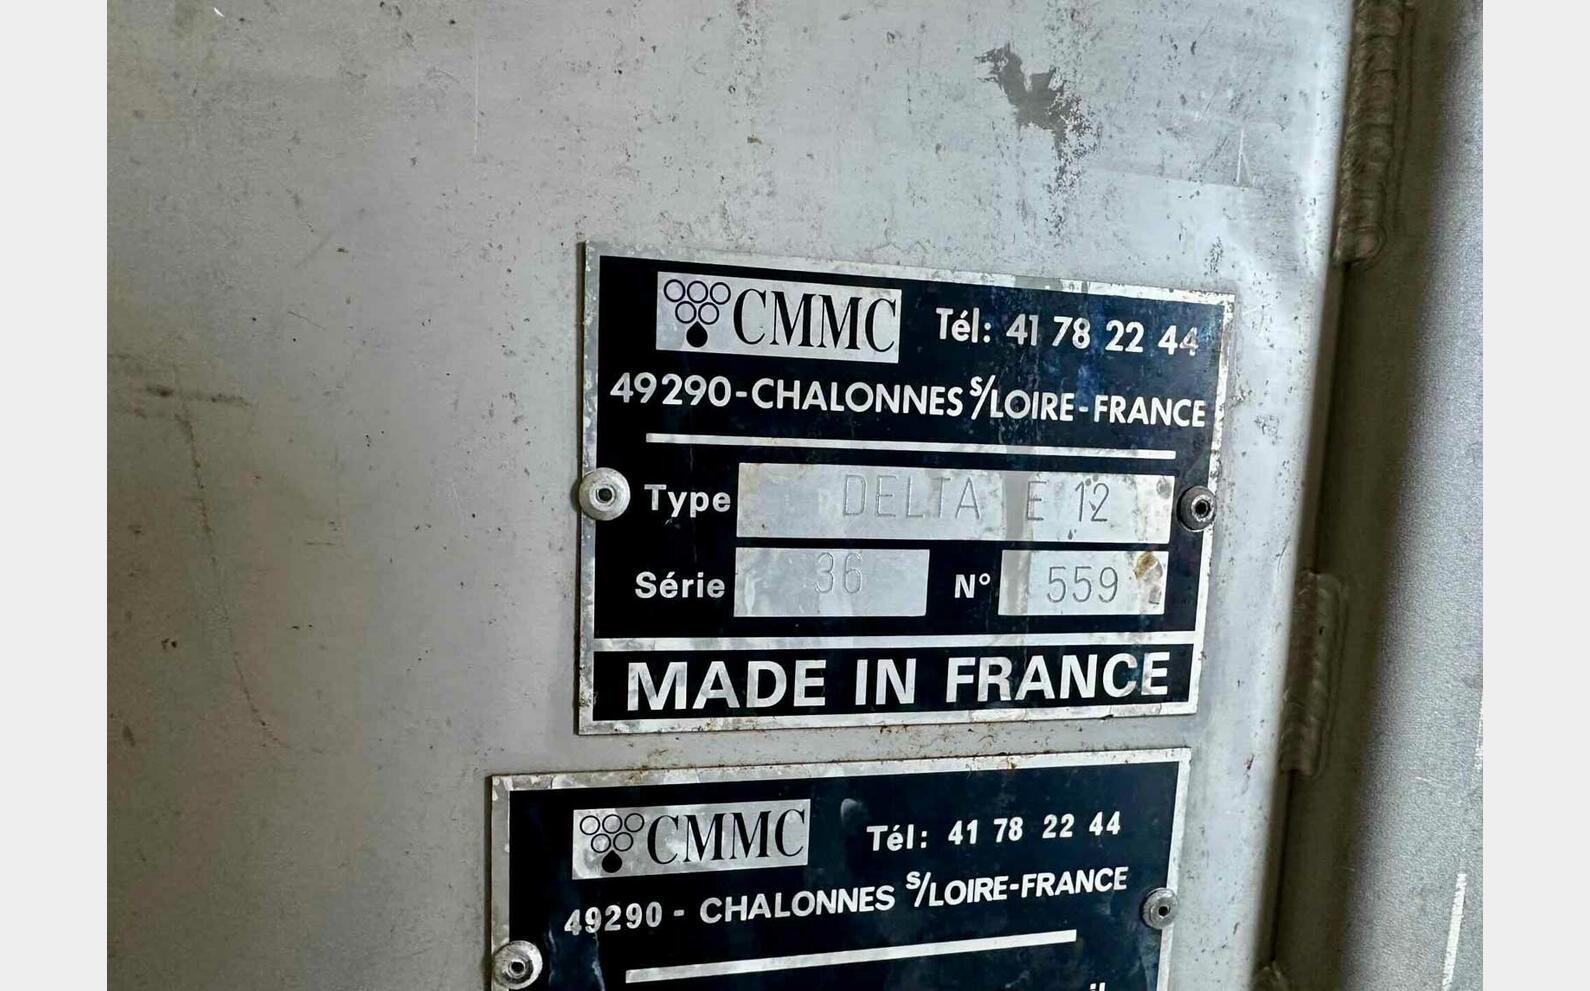 CMMC Tél: 41 78 22 44
49290-CHALONNES S/LOIRE-FRANCE
Type DELTA E 12
Série 36 N° 559
MADE IN FRANCE
CMMC Tél: 41 78 22 44
49290 - CHALONNES S/LOIRE-FRANCE